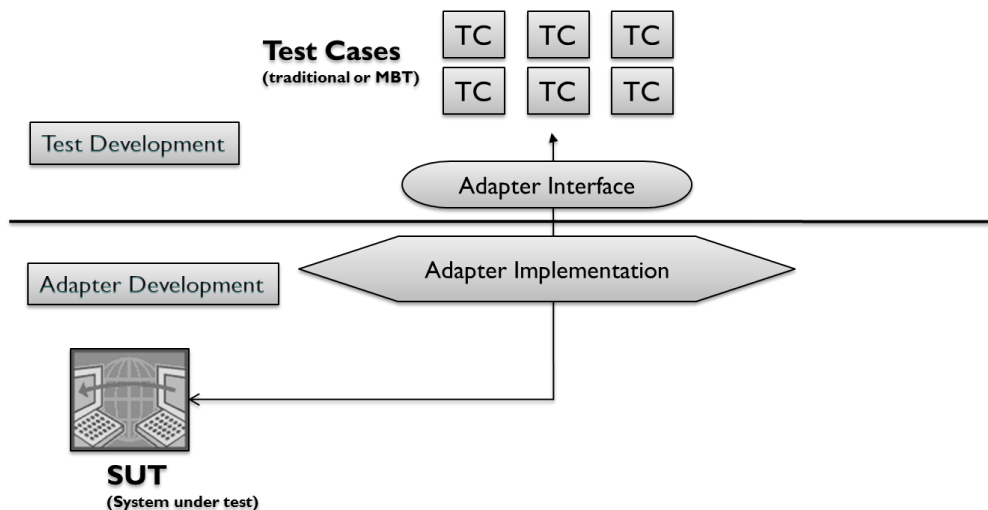 Test Cases
(traditional or MBT)
TC TC TC
TC TC TC
Test Development
Adapter Interface
Adapter Implementation
Adapter Development
SUT
(System under test)